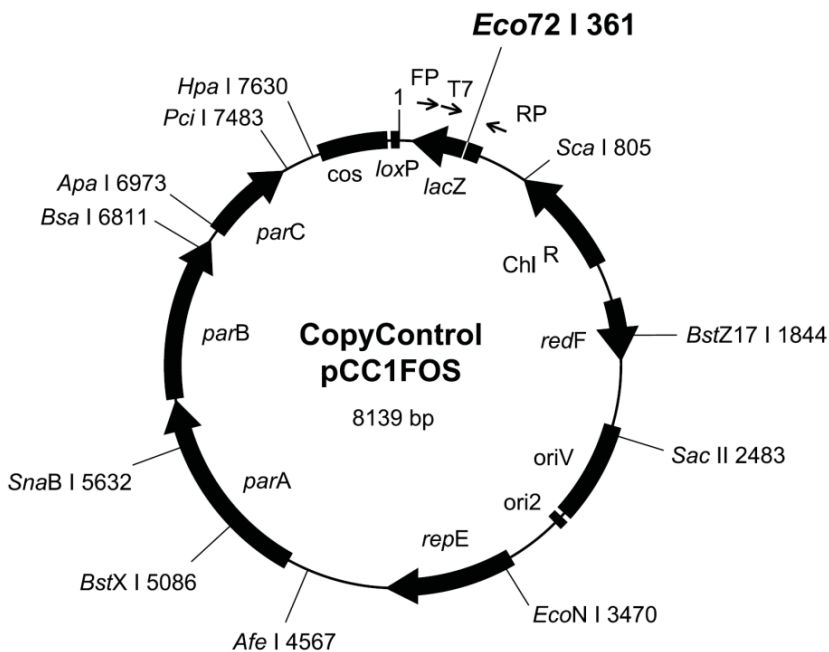 Eco72 I 361
FP
T7
1
RP
Hpa I 7630
Pci I 7483
Sca I 805
cos
loxP
lacZ
Apa I 6973
Bsa I 6811
parC
Chl R
parB
CopyControl
pCC1FOS
8139 bp
redF
BstZ17 I 1844
SnaB I 5632
parA
oriV
Sac II 2483
ori2
repE
BstX I 5086
EcoN I 3470
Afe I 4567